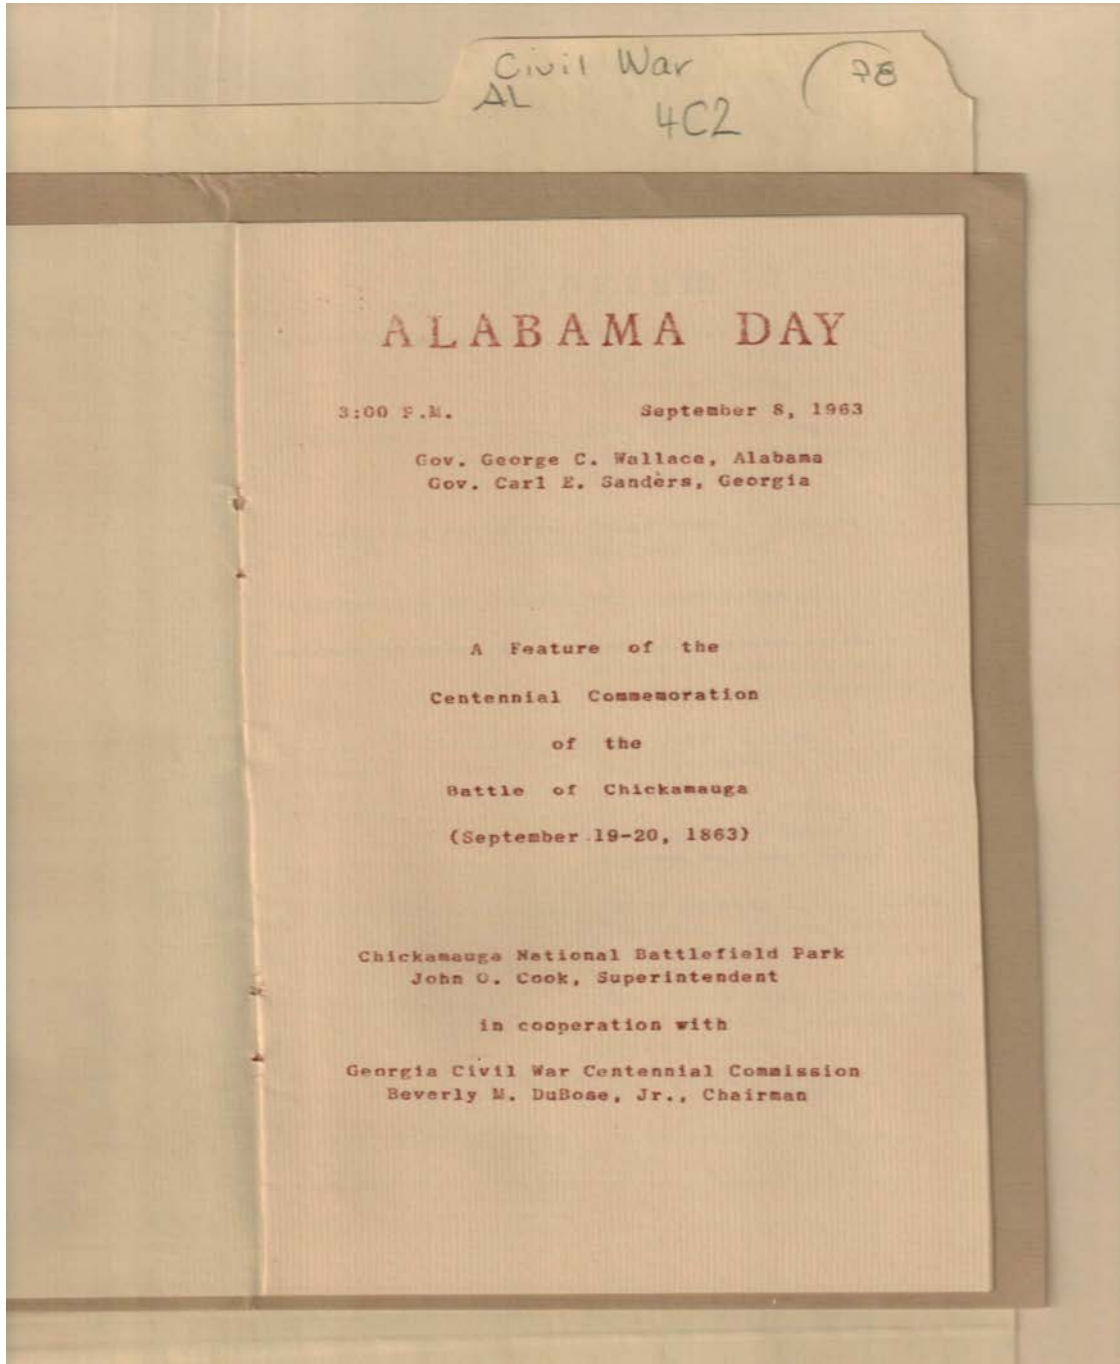 Civil War
AL
4C2
ALABAMA DAY
3:00 P.M. September 8, 1963
Gov. George C. Wallace, Alabama
Gov. Carl E. Sanders, Georgia
A Feature of the
Centennial Commemoration
of the
Battle of Chickamauga
(September 19-20, 1863)
Chickamauga National Battlefield Park
John O. Cook, Superintendent
in cooperation with
Georgia Civil War Centennial Commission
Beverly M. DuBose, Jr., Chairman